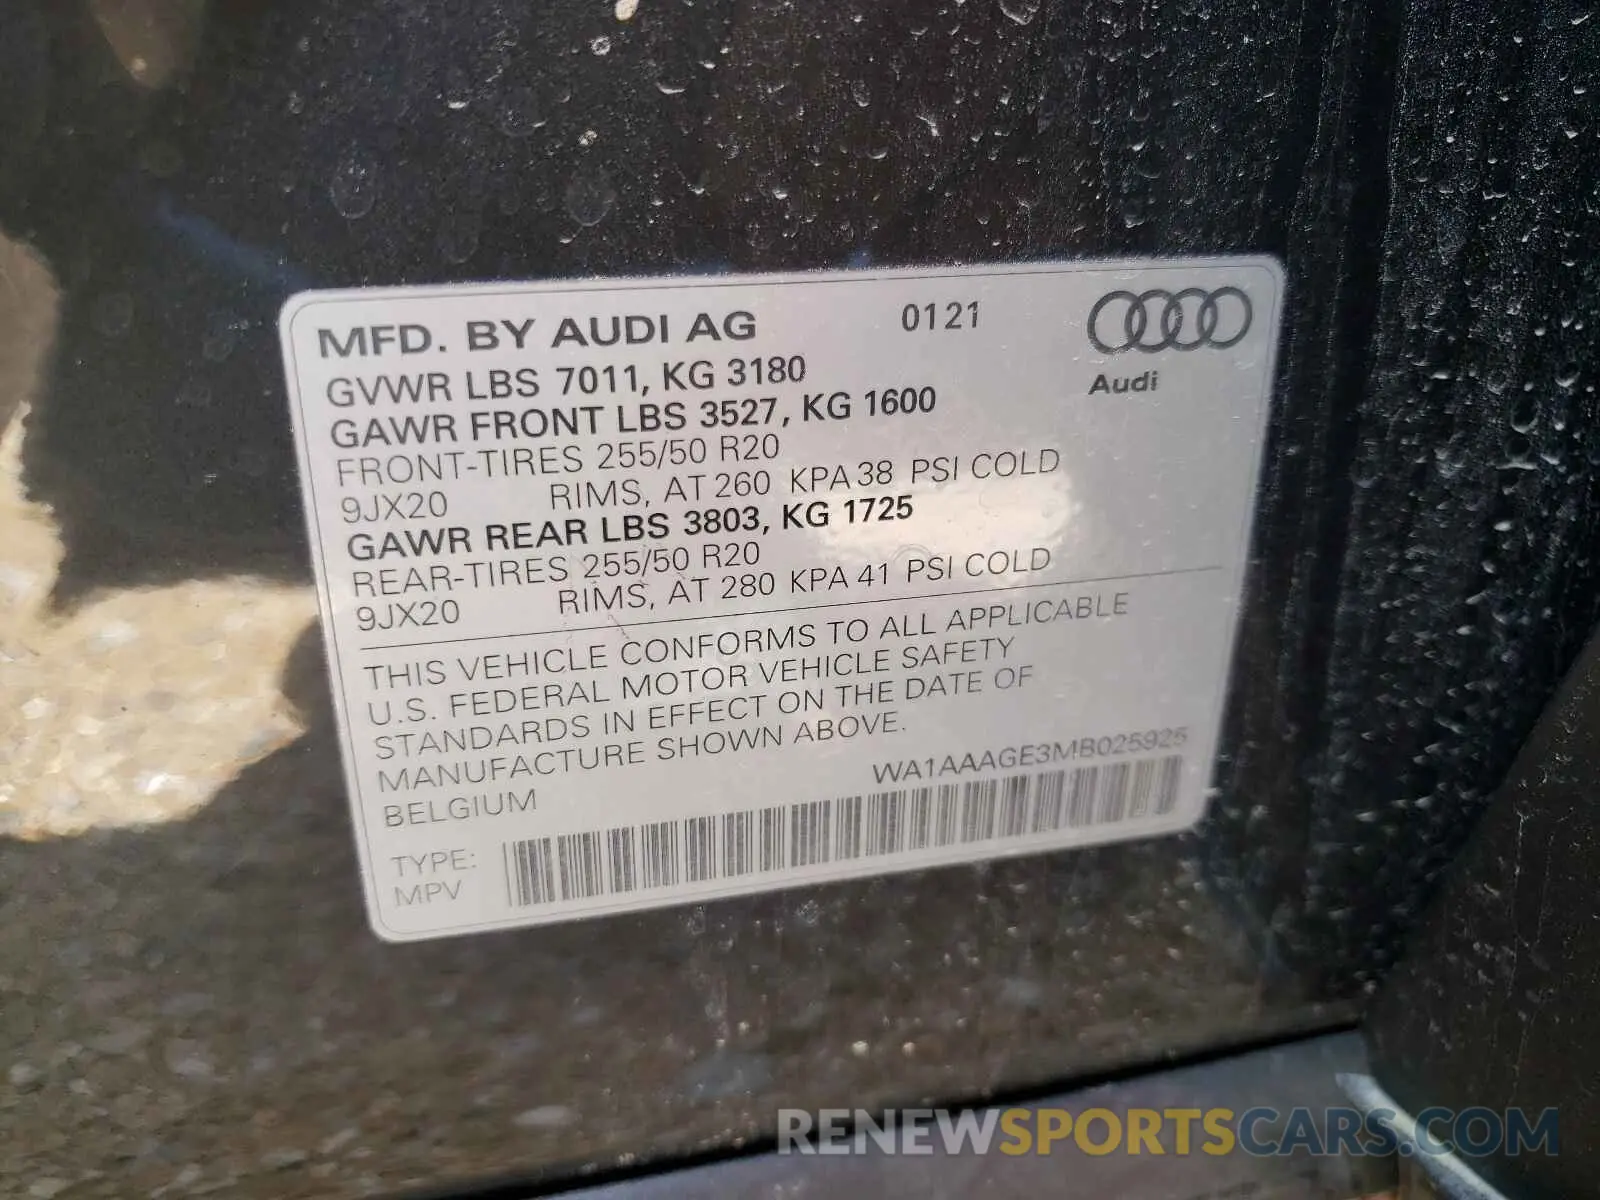 MFD. BY AUDI AG 0121
GVWR LBS 7011, KG 3180
Audi
GAWR FRONT LBS 3527, KG 1600
FRONT-TIRES 255/50 R20
9JX20 RIMS, AT 260 KPA 38 PSI COLD
GAWR REAR LBS 3803, KG 1725
REAR-TIRES 255/50 R20
9JX20 RIMS, AT 280 KPA 41 PSI COLD
THIS VEHICLE CONFORMS TO ALL APPLICABLE
U.S. FEDERAL MOTOR VEHICLE SAFETY
STANDARDS IN EFFECT ON THE DATE OF
MANUFACTURE SHOWN ABOVE.
BELGIUM WA1AAAGE3MB025925
TYPE:
MPV
RENEWSPORTSCARS.COM